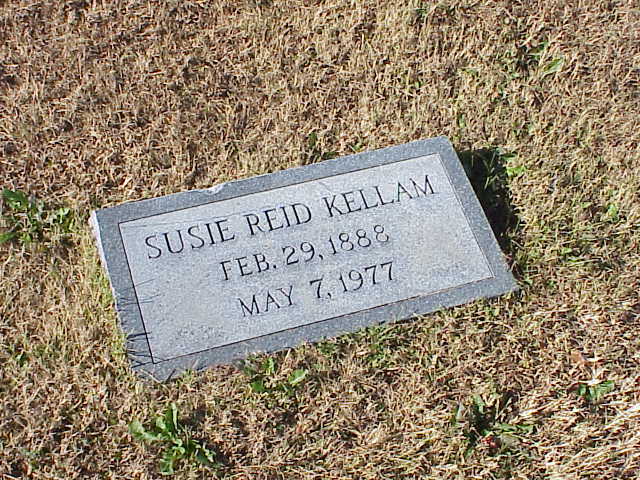 SUSIE REID KELLAM
FEB. 29, 1888
MAY 7, 1977